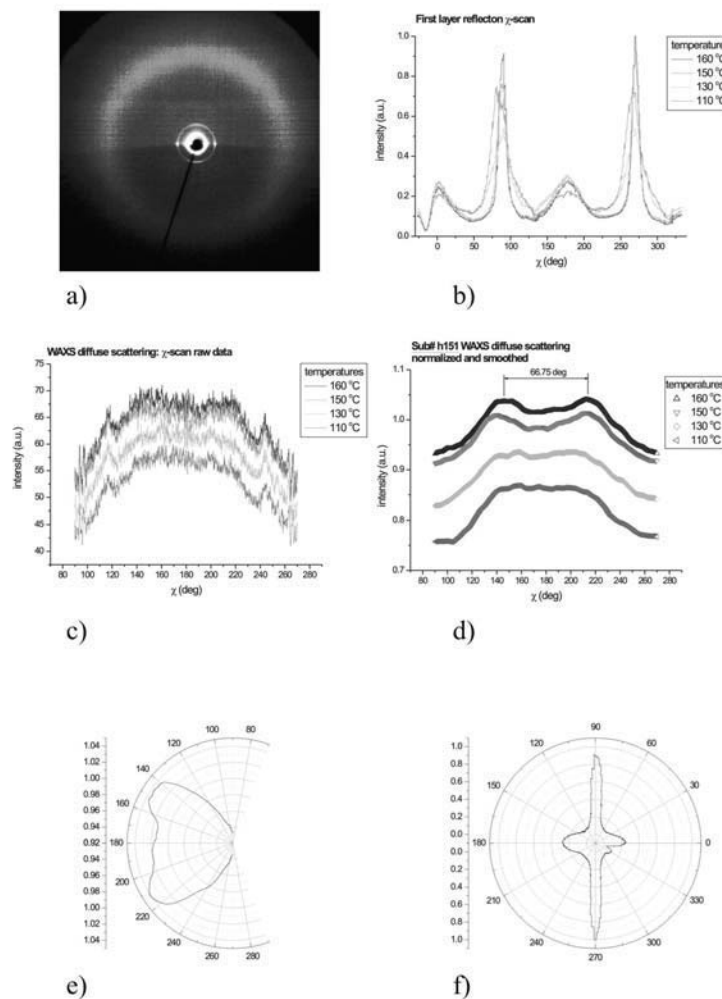 First layer reflecton χ-scan
temperature
160 °C
150 °C
130 °C
110 °C
intensity (a.u.)
1.0
0.8
0.6
0.4
0.2
0.0
0 50 100 150 200 250 300
χ (deg)
a)
b)
WAXS diffuse scattering: χ-scan raw data
temperatures
160 °C
150 °C
130 °C
110 °C
intensity (a.u.)
75
70
65
60
55
50
45
40
80 100 120 140 160 180 200 220 240 260 280
χ (deg)
Sub# h151 WAXS diffuse scattering
normalized and smoothed
66.75 deg
temperatures
160 °C
150 °C
130 °C
110 °C
intensity (a.u.)
1.1
1.0
0.9
0.8
0.7
80 100 120 140 160 180 200 220 240 260 280
χ (deg)
c)
d)
1.04
1.02
1.00
0.98
0.96
0.94
0.92
0.94
0.96
0.98
1.00
1.02
1.04
100 80
120
140
160
180
200
220
240
260 280
1.0
0.8
0.6
0.4
0.2
0.0
0.0
0.2
0.4
0.6
0.8
1.0
90
120 60
150 30
180 0
210 330
240 300
270
e)
f)